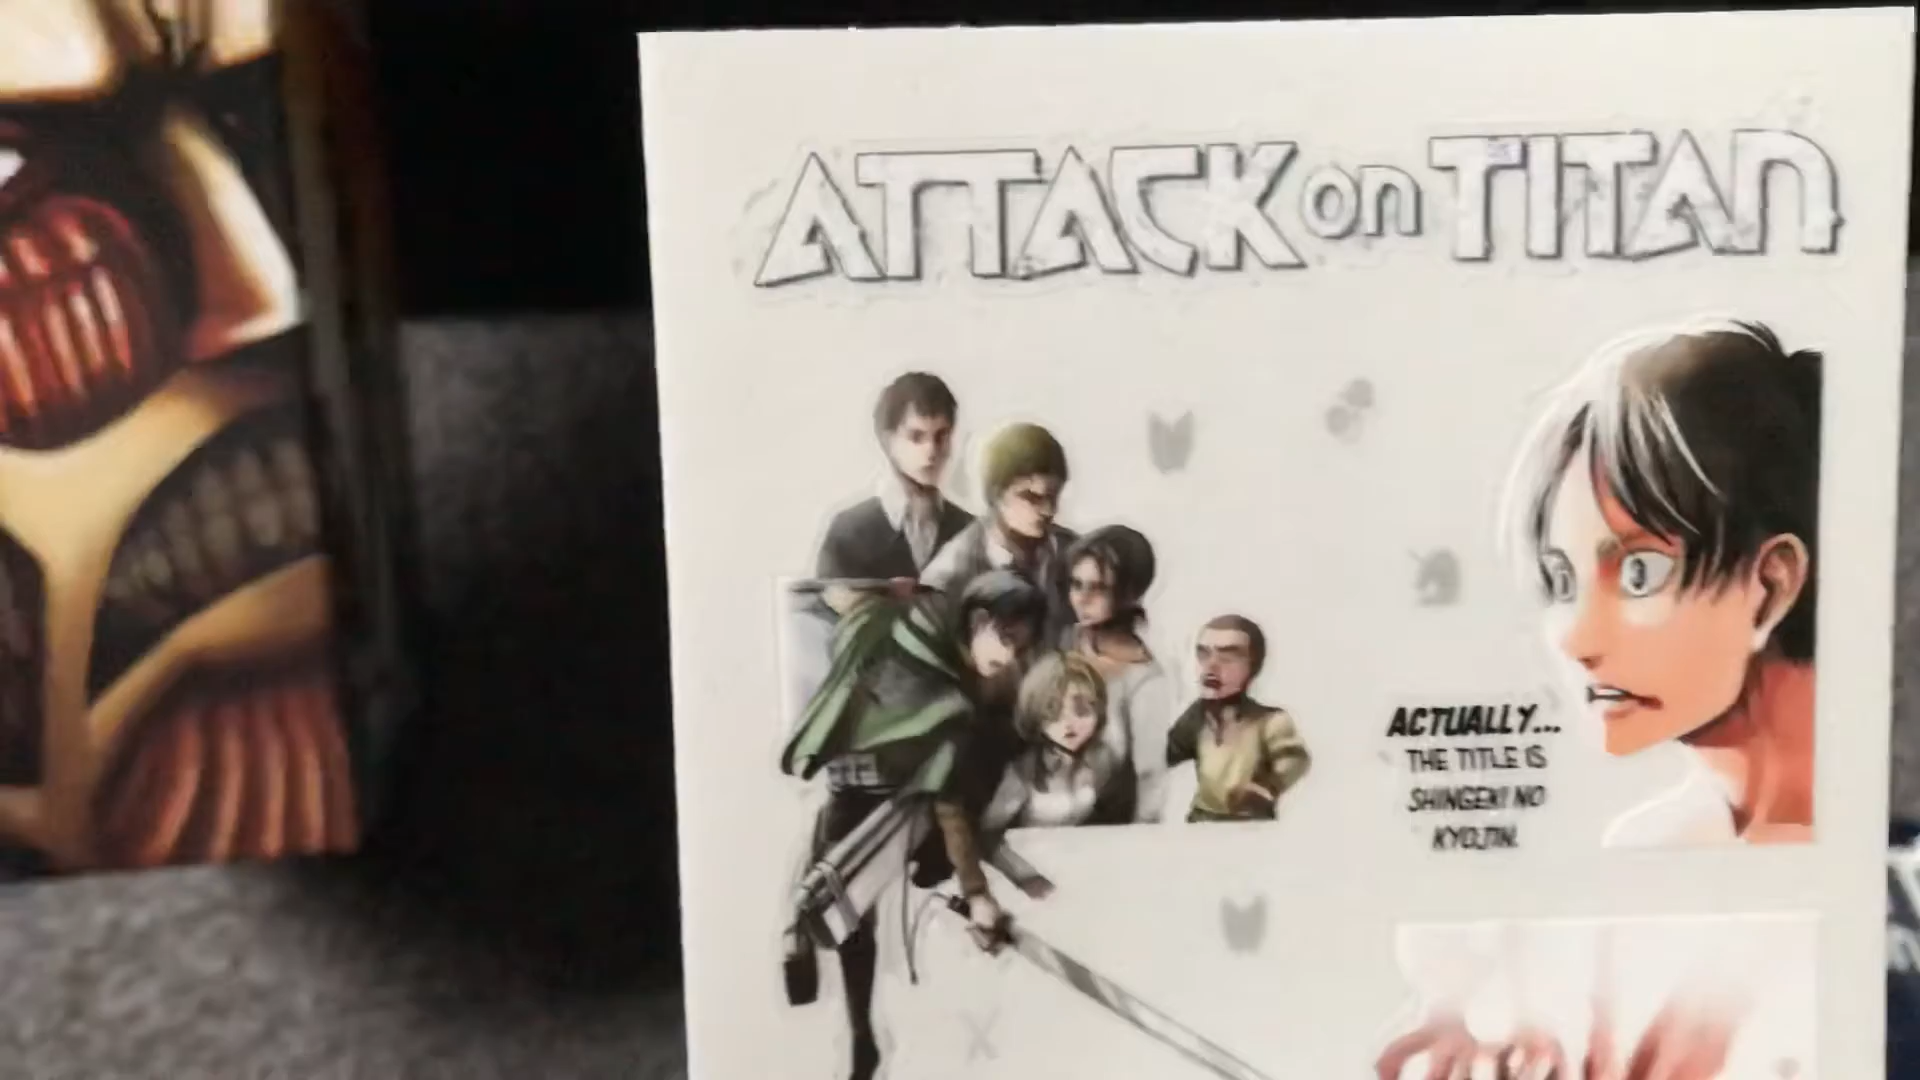 ATTACK on TITAN
ACTUALLY...
THE TITLE IS
SHINGEKI NO
KYOJIN.